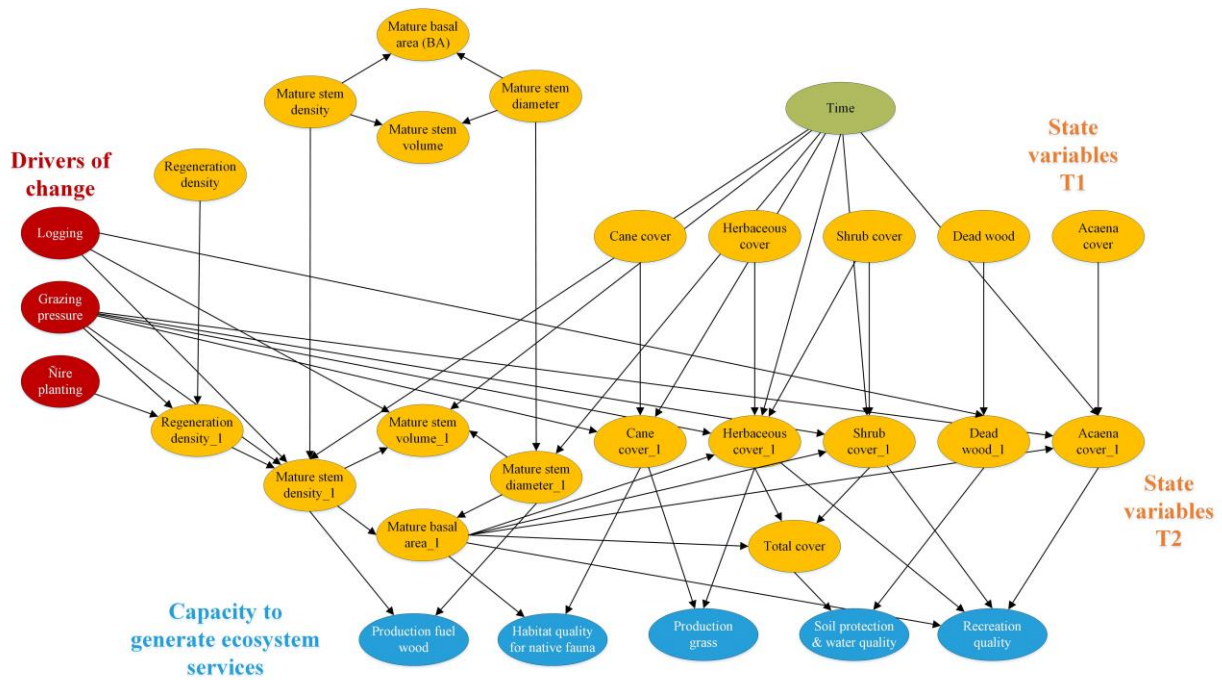 Mature basal
area (BA)
Mature stem
density
Mature stem
diameter
Mature stem
volume
Time
State
variables
T1
Drivers of
change
Regeneration
density
Logging
Cane cover
Herbaceous
cover
Shrub cover
Dead wood
Acaena
cover
Grazing
pressure
Ñire
planting
Regeneration
density_1
Mature stem
volume_1
Cane
cover_1
Herbaceous
cover_1
Shrub
cover_1
Dead
wood_1
Acaena
cover_1
Mature stem
density_1
Mature stem
diameter_1
State
variables
T2
Mature basal
area_1
Total cover
Capacity to
generate ecosystem
services
Production fuel
wood
Habitat quality
for native fauna
Production
grass
Soil protection
& water quality
Recreation
quality